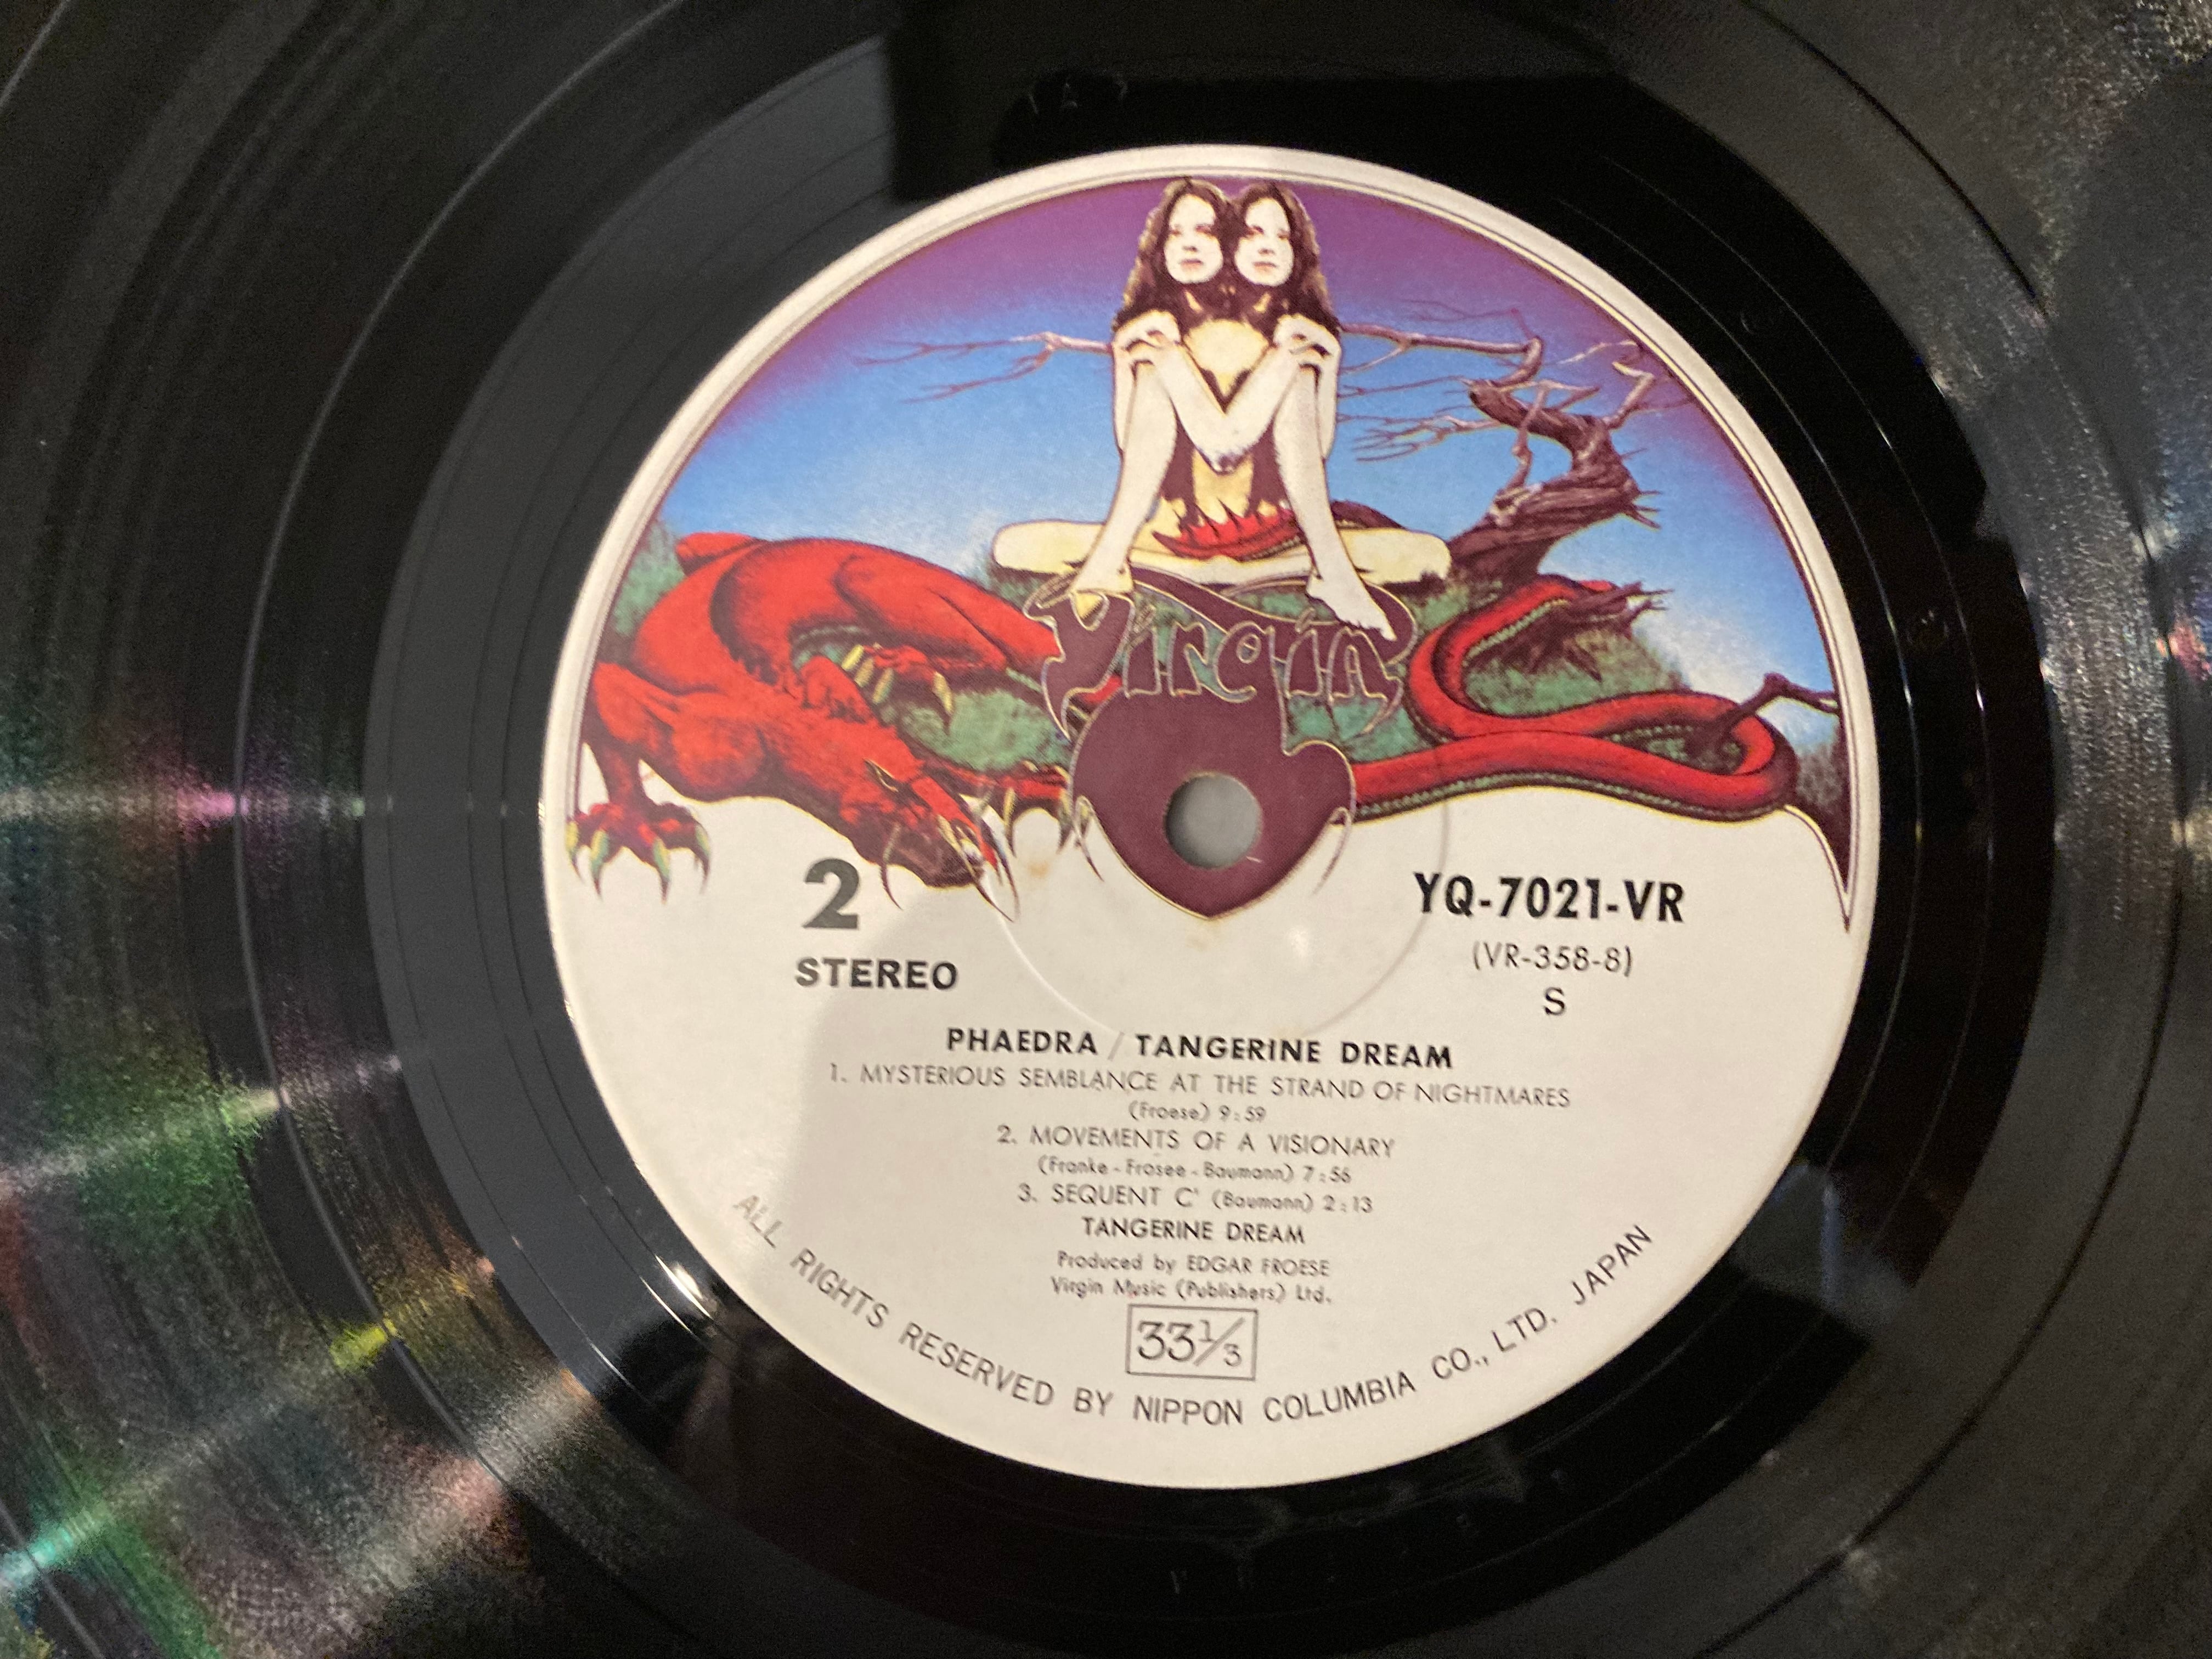 Virgin
2
STEREO
YQ-7021-VR
(VR-358-8)
S
PHAEDRA / TANGERINE DREAM
1. MYSTERIOUS SEMBLANCE AT THE STRAND OF NIGHTMARES
(Froese) 9:59
2. MOVEMENTS OF A VISIONARY
(Franke - Frosee - Baumann) 7:56
3. SEQUENT C' (Baumann) 2:13
TANGERINE DREAM
Produced by EDGAR FROESE
Virgin Music (Publishers) Ltd.
33 1/3
ALL RIGHTS RESERVED BY NIPPON COLUMBIA CO., LTD. JAPAN